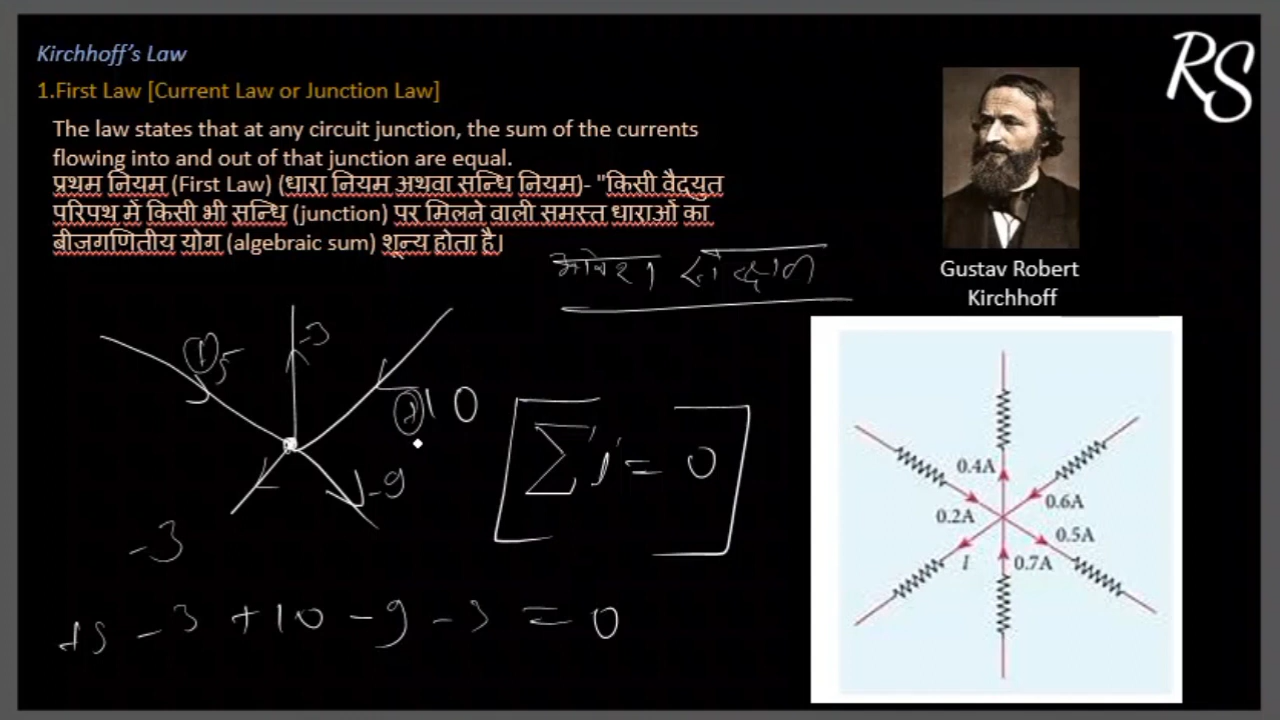 Kirchhoff's Law
RS
1.First Law [Current Law or Junction Law]
The law states that at any circuit junction, the sum of the currents
flowing into and out of that junction are equal.
प्रथम नियम (First Law) (धारा नियम अथवा सन्धि नियम)- "किसी वैद्युत
परिपथ में किसी भी सन्धि (junction) पर मिलने वाली समस्त धाराओं का
बीजगणितीय योग (algebraic sum) शून्य होता है।
Gustav Robert
Kirchhoff
① 5
-3
② 10
-9
-3
∑i = 0
+5 -3 +10 -9 -3 = 0
0.4A
0.6A
0.2A
0.5A
I
0.7A